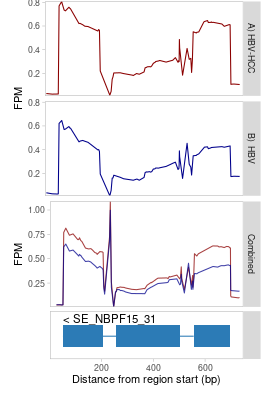 0.8
0.6
0.4
0.2
FPM
A) HBV-HCC
0.8
0.6
0.4
0.2
FPM
B) HBV
1.00
0.75
0.50
0.25
FPM
Combined
< SE_NBPF15_31
200
400
600
Distance from region start (bp)